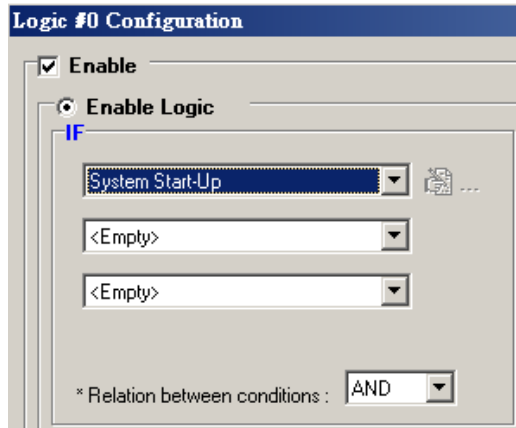 Logic #0 Configuration
Enable
Enable Logic
IF
System Start-Up
...
<Empty>
<Empty>
* Relation between conditions : AND